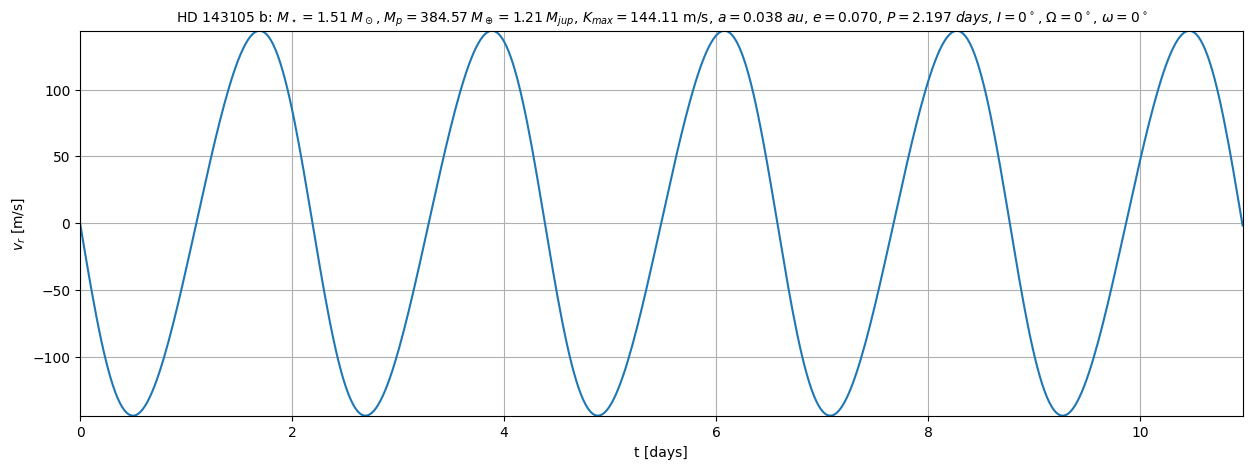 HD 143105 b: M⋆ = 1.51 M⊙, Mp = 384.57 M⊕ = 1.21 Mjup, Kmax = 144.11 m/s, a = 0.038 au, e = 0.070, P = 2.197 days, I = 0°, Ω = 0°, ω = 0°
100
50
0
−50
−100
vr [m/s]
0 2 4 6 8 10
t [days]